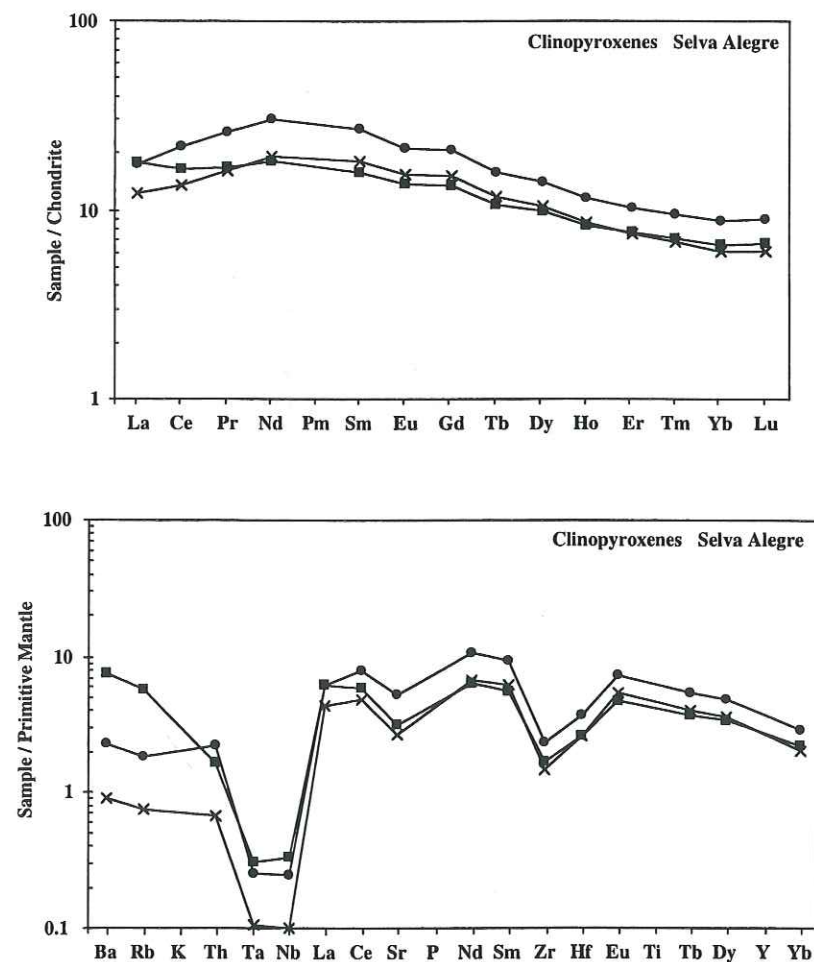 100
Clinopyroxenes Selva Alegre
Sample / Chondrite
10
1
La Ce Pr Nd Pm Sm Eu Gd Tb Dy Ho Er Tm Yb Lu
100
Clinopyroxenes Selva Alegre
Sample / Primitive Mantle
10
1
0.1
Ba Rb K Th Ta Nb La Ce Sr P Nd Sm Zr Hf Eu Ti Tb Dy Y Yb